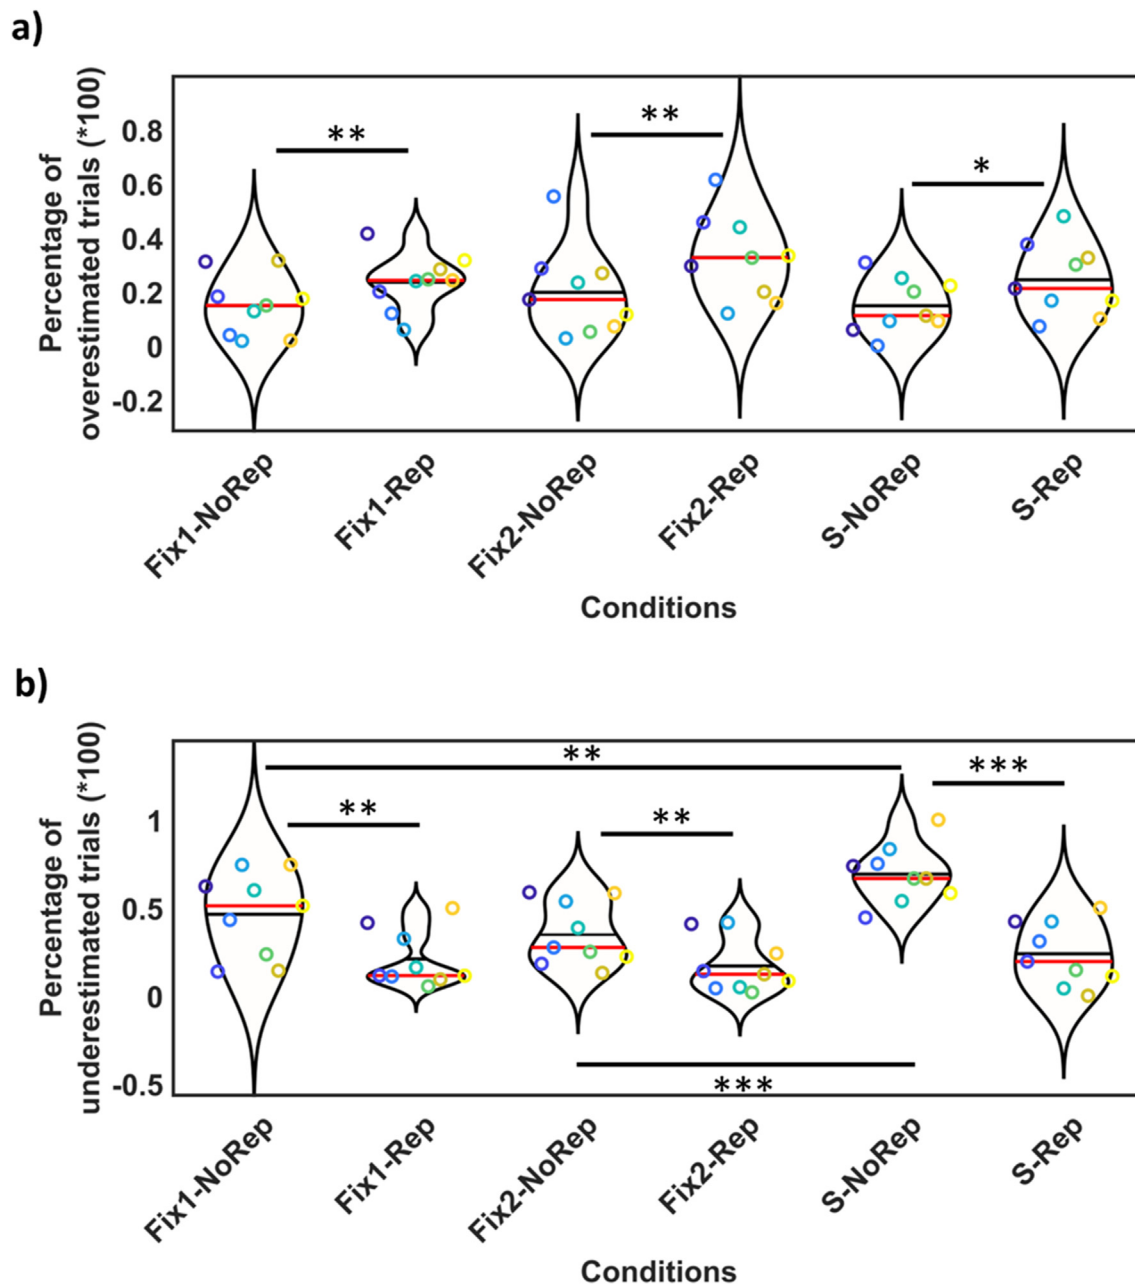 a)
Percentage of
overestimated trials (*100)
0.8
0.6
0.4
0.2
0
-0.2
**
**
*
Fix1-NoRep
Fix1-Rep
Fix2-NoRep
Fix2-Rep
S-NoRep
S-Rep
Conditions
b)
Percentage of
underestimated trials (*100)
1
0.5
0
-0.5
**
***
**
**
***
Fix1-NoRep
Fix1-Rep
Fix2-NoRep
Fix2-Rep
S-NoRep
S-Rep
Conditions